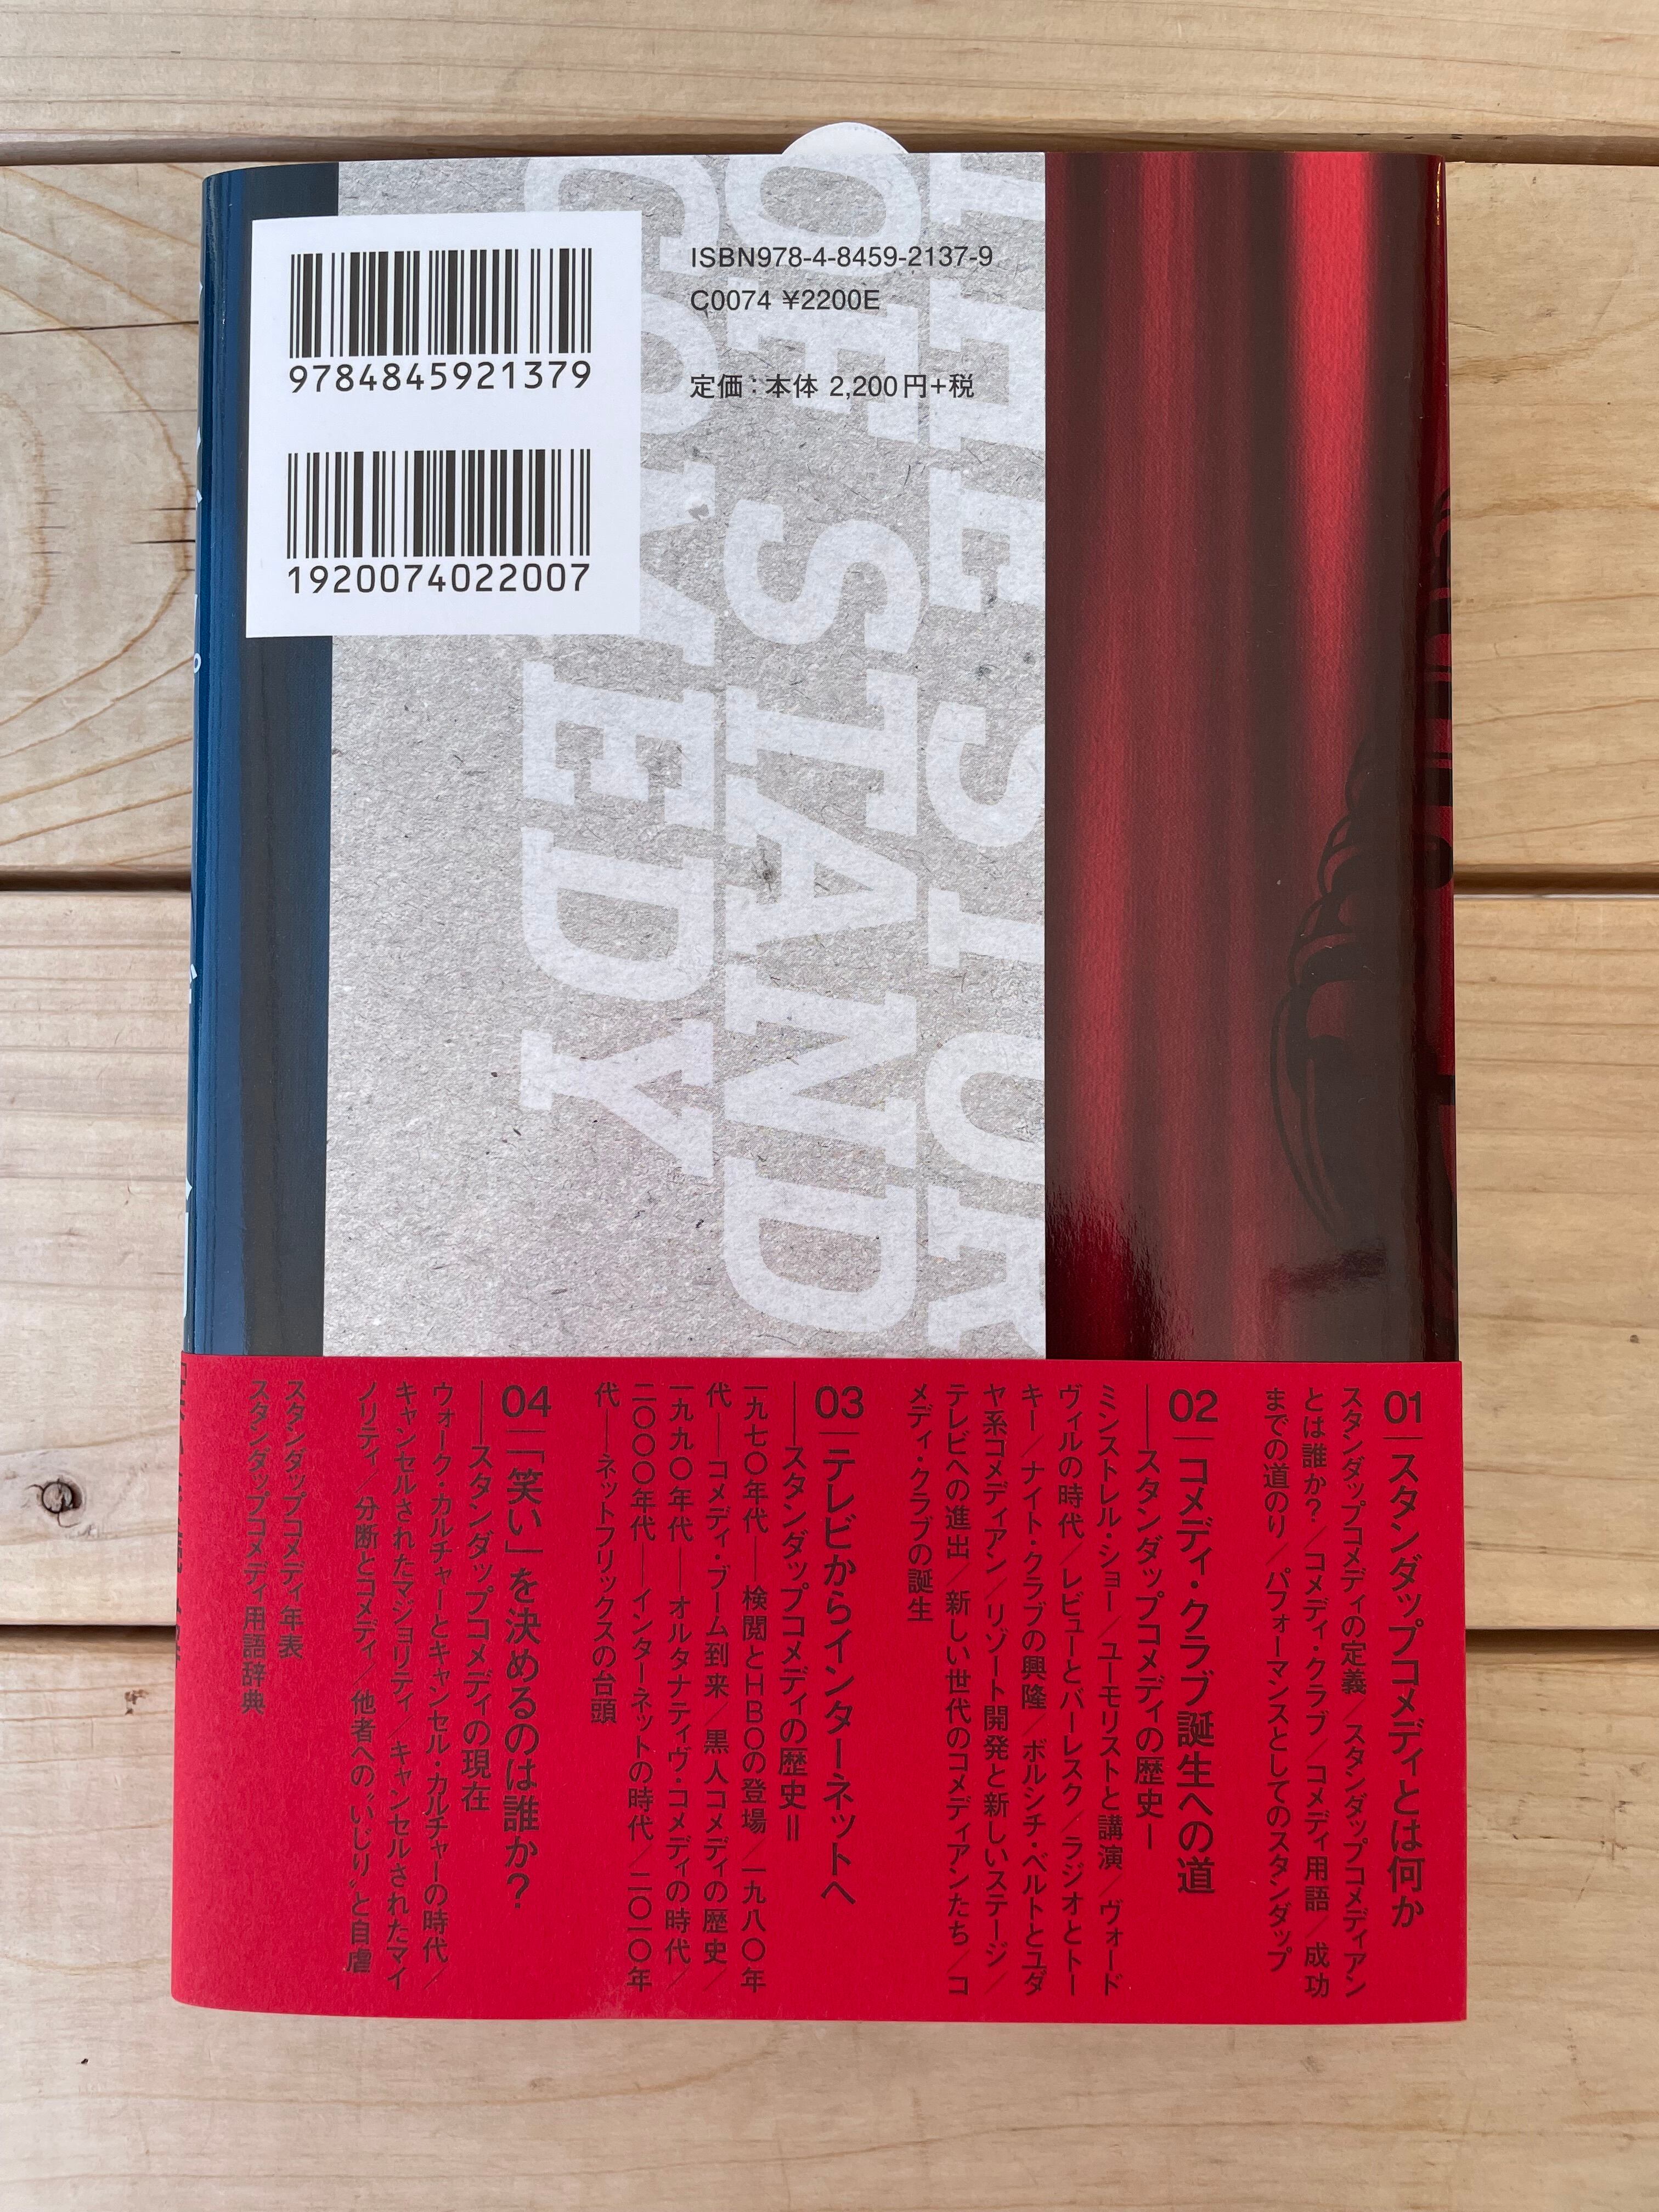 9784845921379
1920074022007
ISBN978-4-8459-2137-9
C0074 ¥2200E
定価：本体 2,200円+税
THE HISTOR
OF STAND
COMEDY
01｜スタンダップコメディとは何か
スタンダップコメディの定義／スタンダップコメディアン
とは誰か？／コメディ・クラブ／コメディ用語／成功
までの道のり／パフォーマンスとしてのスタンダップ
02｜コメディ・クラブ誕生への道
──スタンダップコメディの歴史Ⅰ
ミンストレル・ショー／ユーモリストと講演／ヴォード
ヴィルの時代／レビューとバーレスク／ラジオとトー
キー／ナイト・クラブの興隆／ボルシチ・ベルトとユダ
ヤ系コメディアン／リゾート開発と新しいステージ／
テレビへの進出／新しい世代のコメディアンたち／コ
メディ・クラブの誕生
03｜テレビからインターネットへ
──スタンダップコメディの歴史Ⅱ
一九七〇年代──検閲とHBOの登場／一九八〇年
代──コメディ・ブーム到来／黒人コメディの歴史／
一九九〇年代──オルタナティヴ・コメディの時代／
二〇〇〇年代──インターネットの時代／二〇一〇年
代──ネットフリックスの台頭
04｜「笑い」を決めるのは誰か？
──スタンダップコメディの現在
ウォーク・カルチャーとキャンセル・カルチャーの時代／
キャンセルされたマジョリティ／キャンセルされたマイ
ノリティ／分断とコメディ／他者への〝いじり〟と自虐
スタンダップコメディ年表
スタンダップコメディ用語辞典